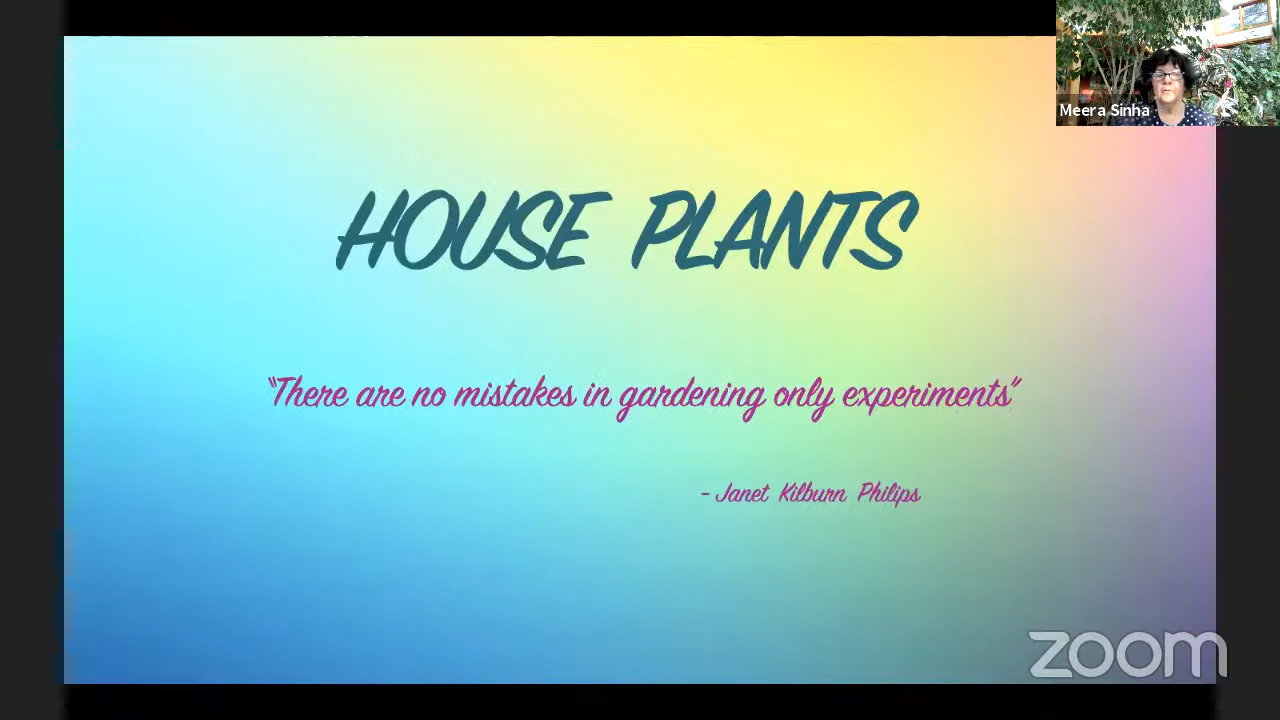 Meera Sinha
HOUSE PLANTS
"There are no mistakes in gardening only experiments"
- Janet Kilburn Philips
zoom